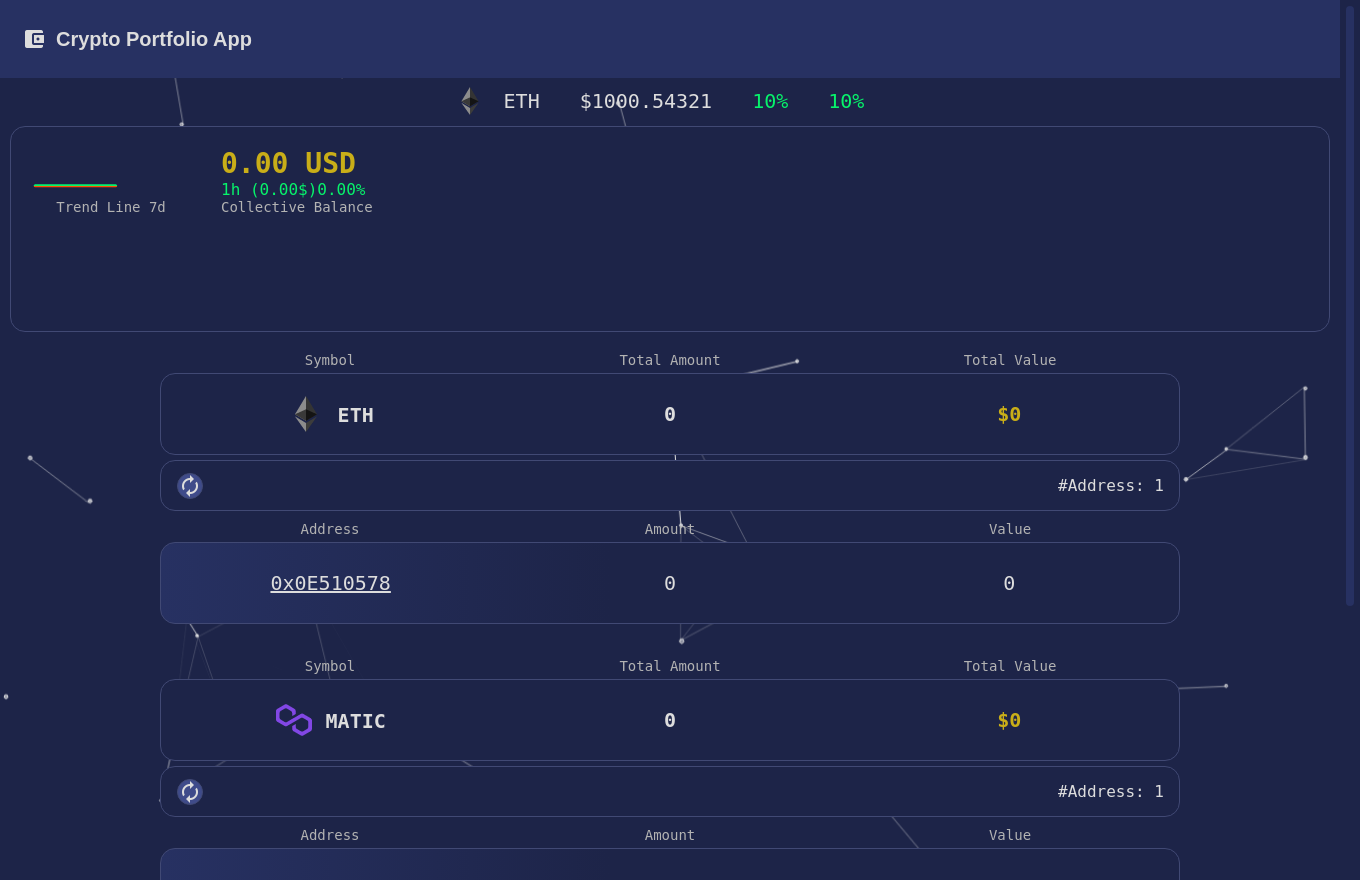 Crypto Portfolio App
ETH $1000.54321 10% 10%
0.00 USD
1h (0.00$)0.00%
Trend Line 7d Collective Balance
Symbol Total Amount Total Value
ETH 0 $0
#Address: 1
Address Amount Value
0x0E510578 0 0
Symbol Total Amount Total Value
MATIC 0 $0
#Address: 1
Address Amount Value